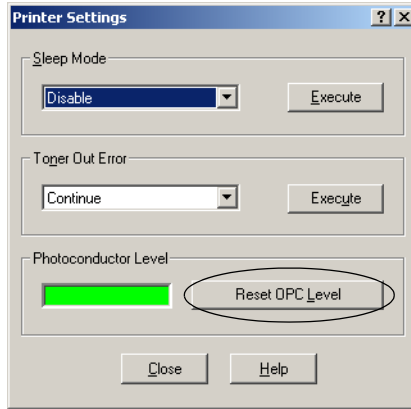 Printer Settings
Sleep Mode
Disable
Execute
Toner Out Error
Continue
Execute
Photoconductor Level
Reset OPC Level
Close
Help